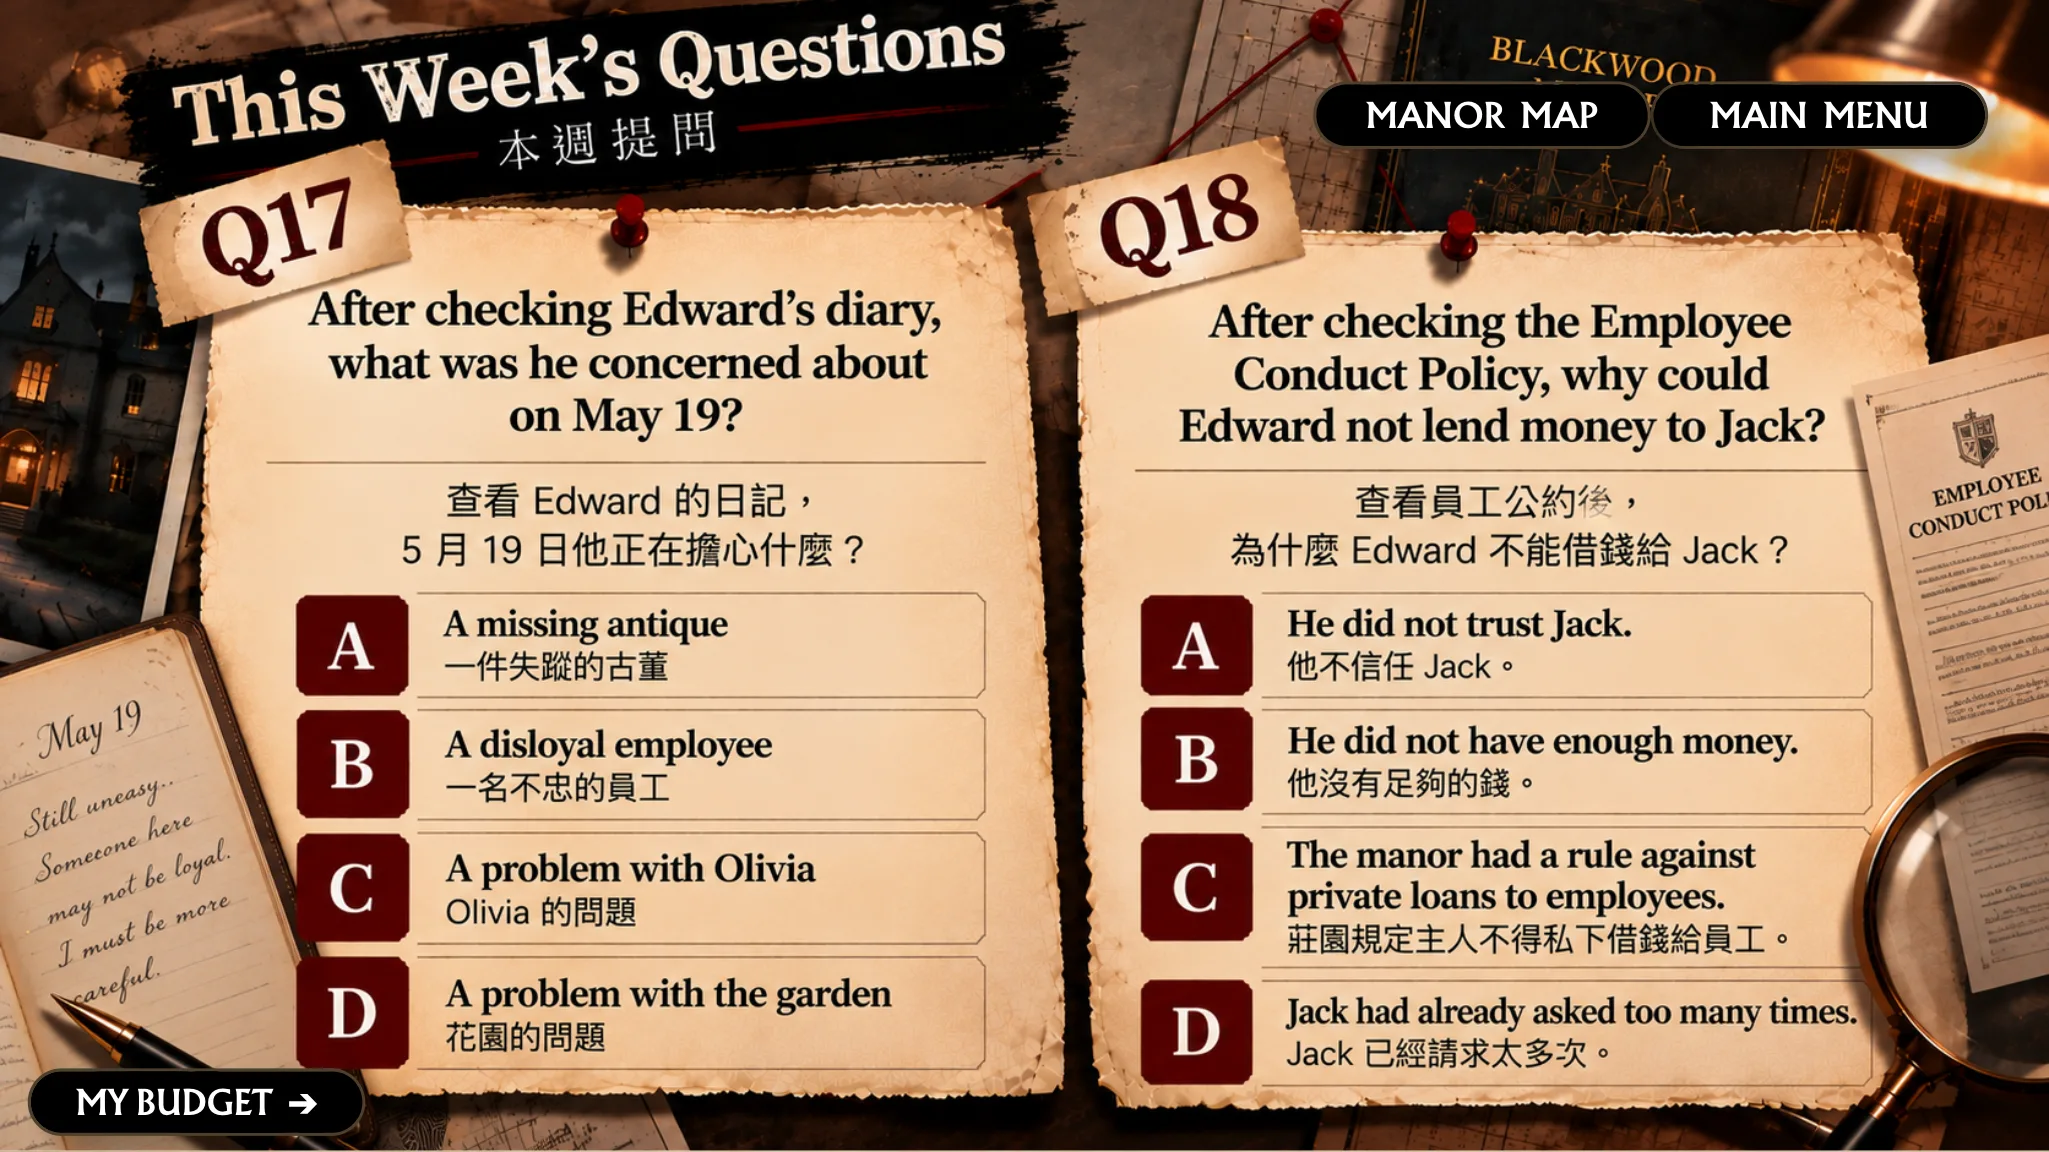 This Week's Questions
本週提問
BLACKWOOD
MANOR MAP
MAIN MENU
Q17
After checking Edward's diary,
what was he concerned about
on May 19?
查看 Edward 的日記，
5 月 19 日他正在擔心什麼？
A
A missing antique
一件失蹤的古董
B
A disloyal employee
一名不忠的員工
C
A problem with Olivia
Olivia 的問題
D
A problem with the garden
花園的問題
Q18
After checking the Employee
Conduct Policy, why could
Edward not lend money to Jack?
查看員工公約後，
為什麼 Edward 不能借錢給 Jack？
A
He did not trust Jack.
他不信任 Jack。
B
He did not have enough money.
他沒有足夠的錢。
C
The manor had a rule against
private loans to employees.
莊園規定主人不得私下借錢給員工。
D
Jack had already asked too many times.
Jack 已經請求太多次。
May 19
Still uneasy..
Someone here
may not be loyal.
I must be more
careful.
EMPLOYEE
CONDUCT POLI
MY BUDGET →